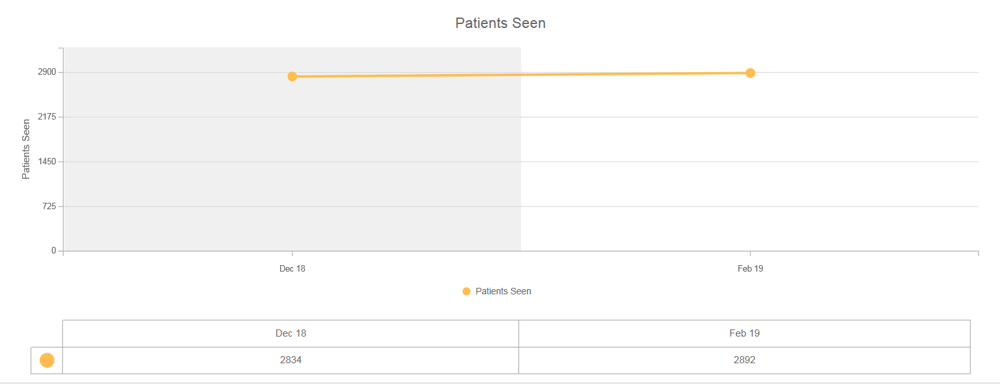 Patients Seen
2900
2175
1450
725
0
Patients Seen
Dec 18 Feb 19
Patients Seen
Dec 18 Feb 19
2834 2892